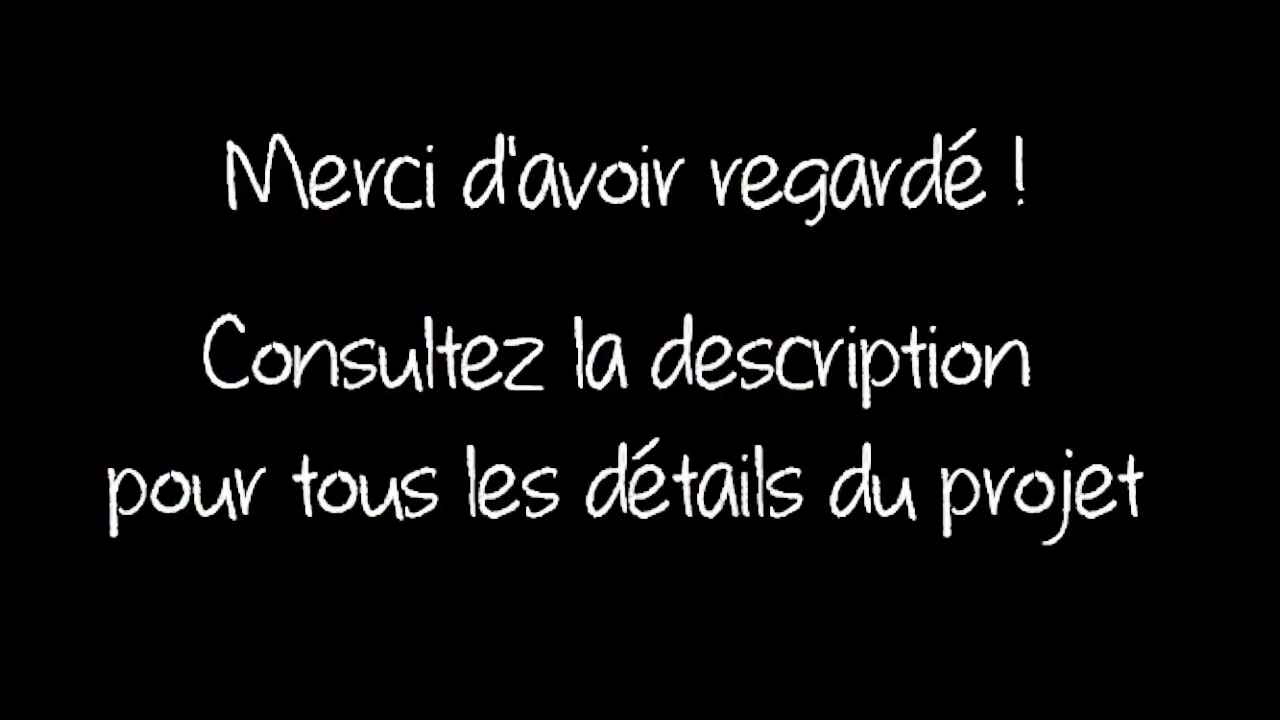 Merci d'avoir regardé !
Consultez la description
pour tous les détails du projet